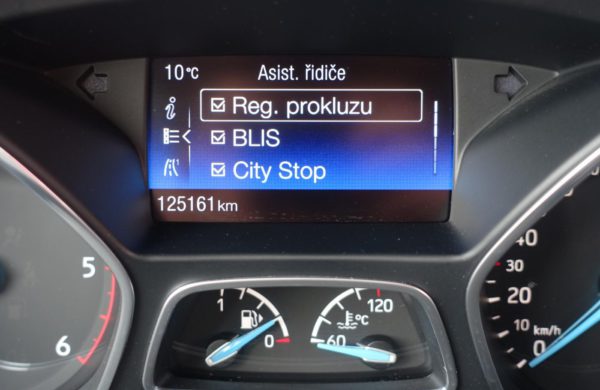 10°C Asist. řidiče
Reg. prokluzu
BLIS
City Stop
125161 km
5
6
1 0
60 120 °C
40
30
20
10 km/h